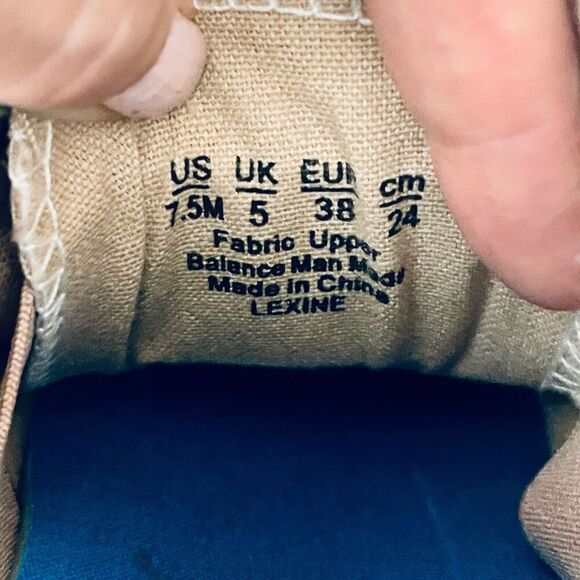 US UK EUR cm
7.5M 5 38 24
Fabric Upper
Balance Man Made
Made in China
LEXINE